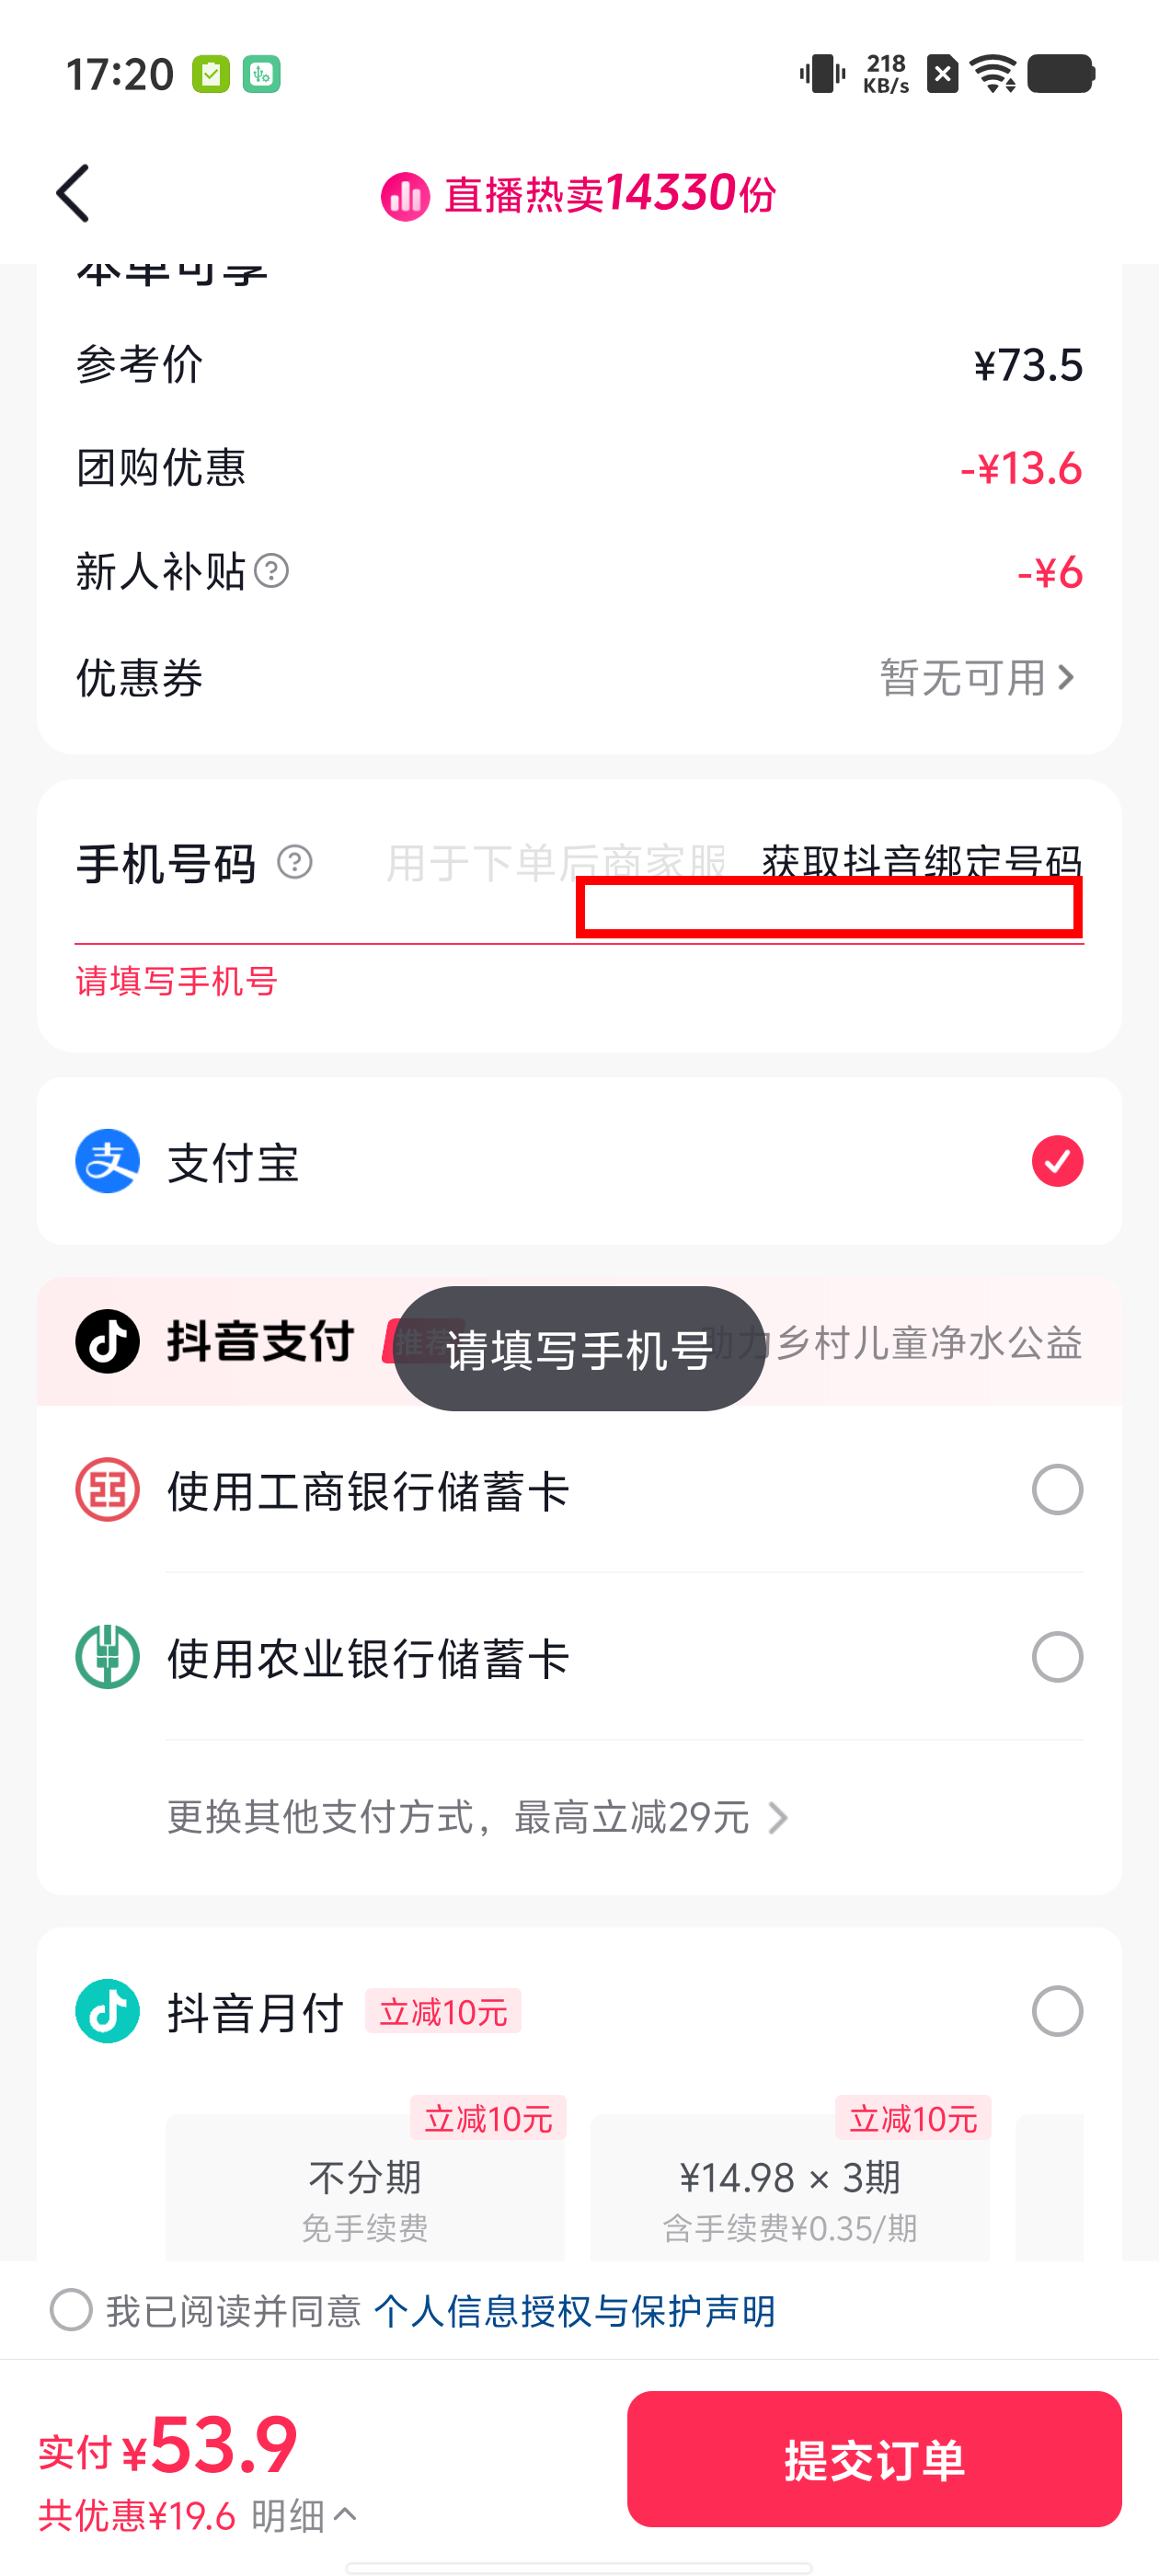 17:20
218
KB/s
直播热卖14330份
本单可享
参考价 ¥73.5
团购优惠 -¥13.6
新人补贴 -¥6
优惠券 暂无可用
手机号码 用于下单后商家服 获取抖音绑定号码
请填写手机号
支 支付宝
抖音支付 推荐 助力乡村儿童净水公益
请填写手机号
使用工商银行储蓄卡
使用农业银行储蓄卡
更换其他支付方式，最高立减29元
抖音月付 立减10元
立减10元 立减10元
不分期 ¥14.98 × 3期
免手续费 含手续费¥0.35/期
我已阅读并同意 个人信息授权与保护声明
实付 ¥53.9
提交订单
共优惠¥19.6 明细